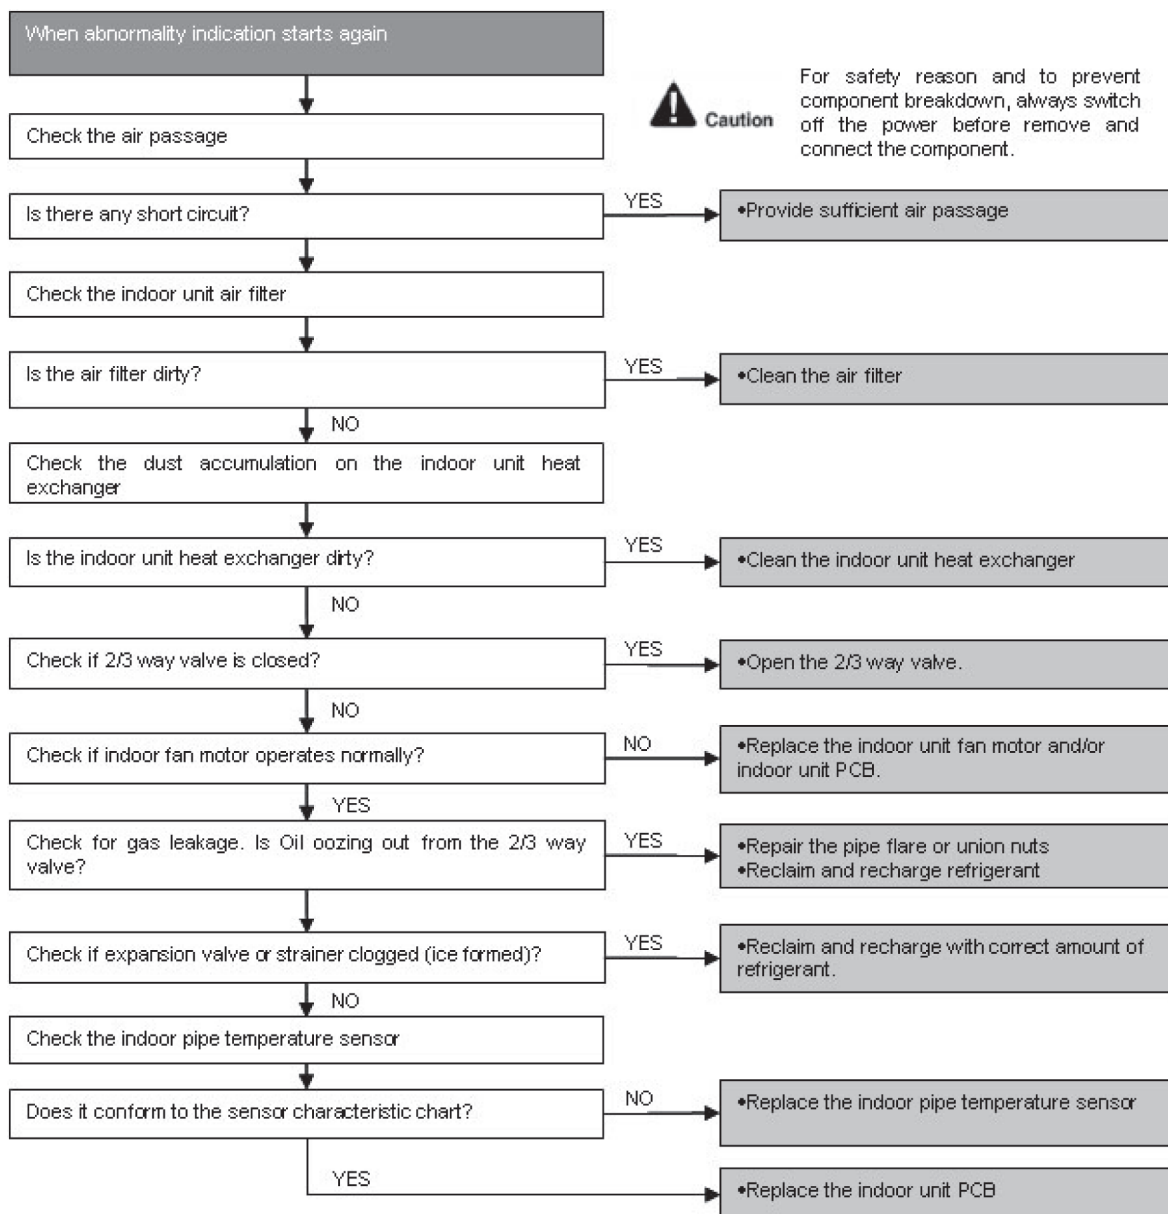 When abnormality indication starts again
For safety reason and to prevent
component breakdown, always switch
off the power before remove and
connect the component.
Caution
Check the air passage
Is there any short circuit?
YES
•Provide sufficient air passage
Check the indoor unit air filter
Is the air filter dirty?
YES
•Clean the air filter
NO
Check the dust accumulation on the indoor unit heat
exchanger
Is the indoor unit heat exchanger dirty?
YES
•Clean the indoor unit heat exchanger
NO
Check if 2/3 way valve is closed?
YES
•Open the 2/3 way valve.
NO
Check if indoor fan motor operates normally?
NO
•Replace the indoor unit fan motor and/or
indoor unit PCB.
YES
Check for gas leakage. Is Oil oozing out from the 2/3 way
valve?
YES
•Repair the pipe flare or union nuts
•Reclaim and recharge refrigerant
Check if expansion valve or strainer clogged (ice formed)?
YES
•Reclaim and recharge with correct amount of
refrigerant.
NO
Check the indoor pipe temperature sensor
Does it conform to the sensor characteristic chart?
NO
•Replace the indoor pipe temperature sensor
YES
•Replace the indoor unit PCB